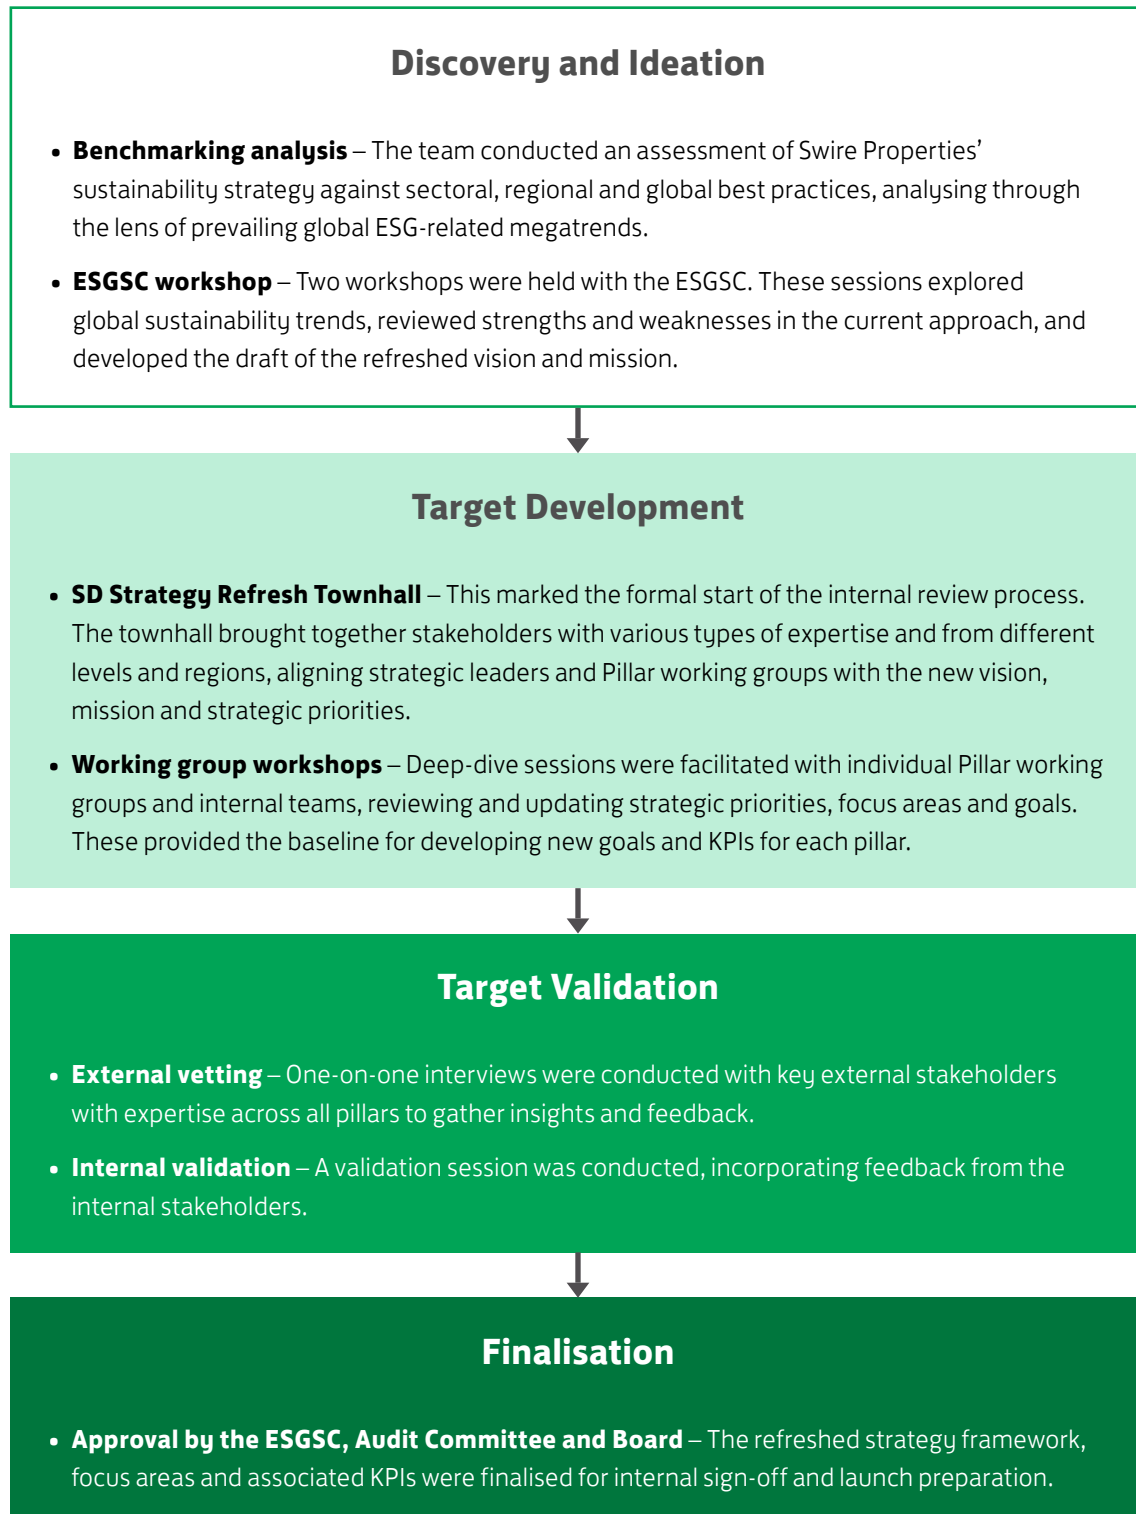 Discovery and Ideation
• Benchmarking analysis – The team conducted an assessment of Swire Properties’
sustainability strategy against sectoral, regional and global best practices, analysing through
the lens of prevailing global ESG-related megatrends.
• ESGSC workshop – Two workshops were held with the ESGSC. These sessions explored
global sustainability trends, reviewed strengths and weaknesses in the current approach, and
developed the draft of the refreshed vision and mission.
Target Development
• SD Strategy Refresh Townhall – This marked the formal start of the internal review process.
The townhall brought together stakeholders with various types of expertise and from different
levels and regions, aligning strategic leaders and Pillar working groups with the new vision,
mission and strategic priorities.
• Working group workshops – Deep-dive sessions were facilitated with individual Pillar working
groups and internal teams, reviewing and updating strategic priorities, focus areas and goals.
These provided the baseline for developing new goals and KPIs for each pillar.
Target Validation
• External vetting – One-on-one interviews were conducted with key external stakeholders
with expertise across all pillars to gather insights and feedback.
• Internal validation – A validation session was conducted, incorporating feedback from the
internal stakeholders.
Finalisation
• Approval by the ESGSC, Audit Committee and Board – The refreshed strategy framework,
focus areas and associated KPIs were finalised for internal sign-off and launch preparation.